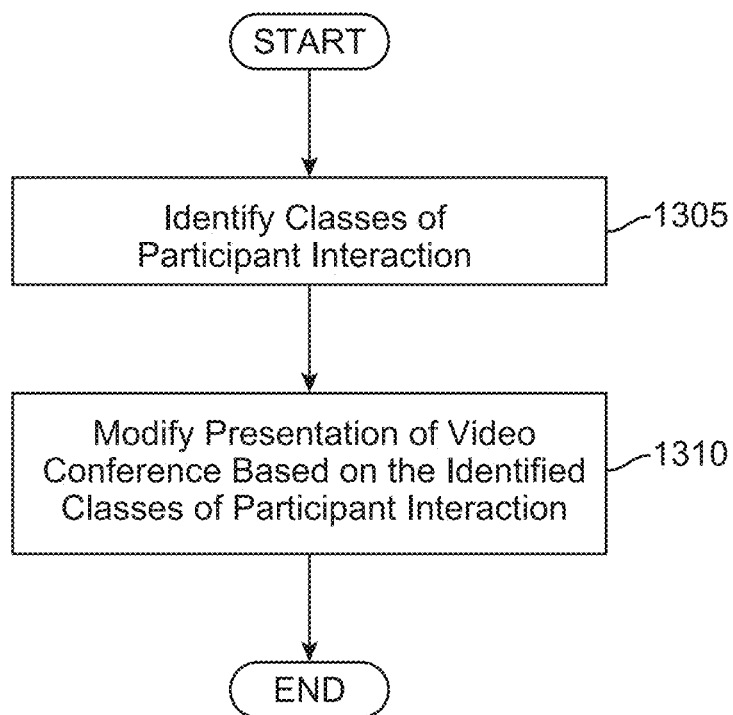 START
Identify Classes of
Participant Interaction
1305
Modify Presentation of Video
Conference Based on the Identified
Classes of Participant Interaction
1310
END